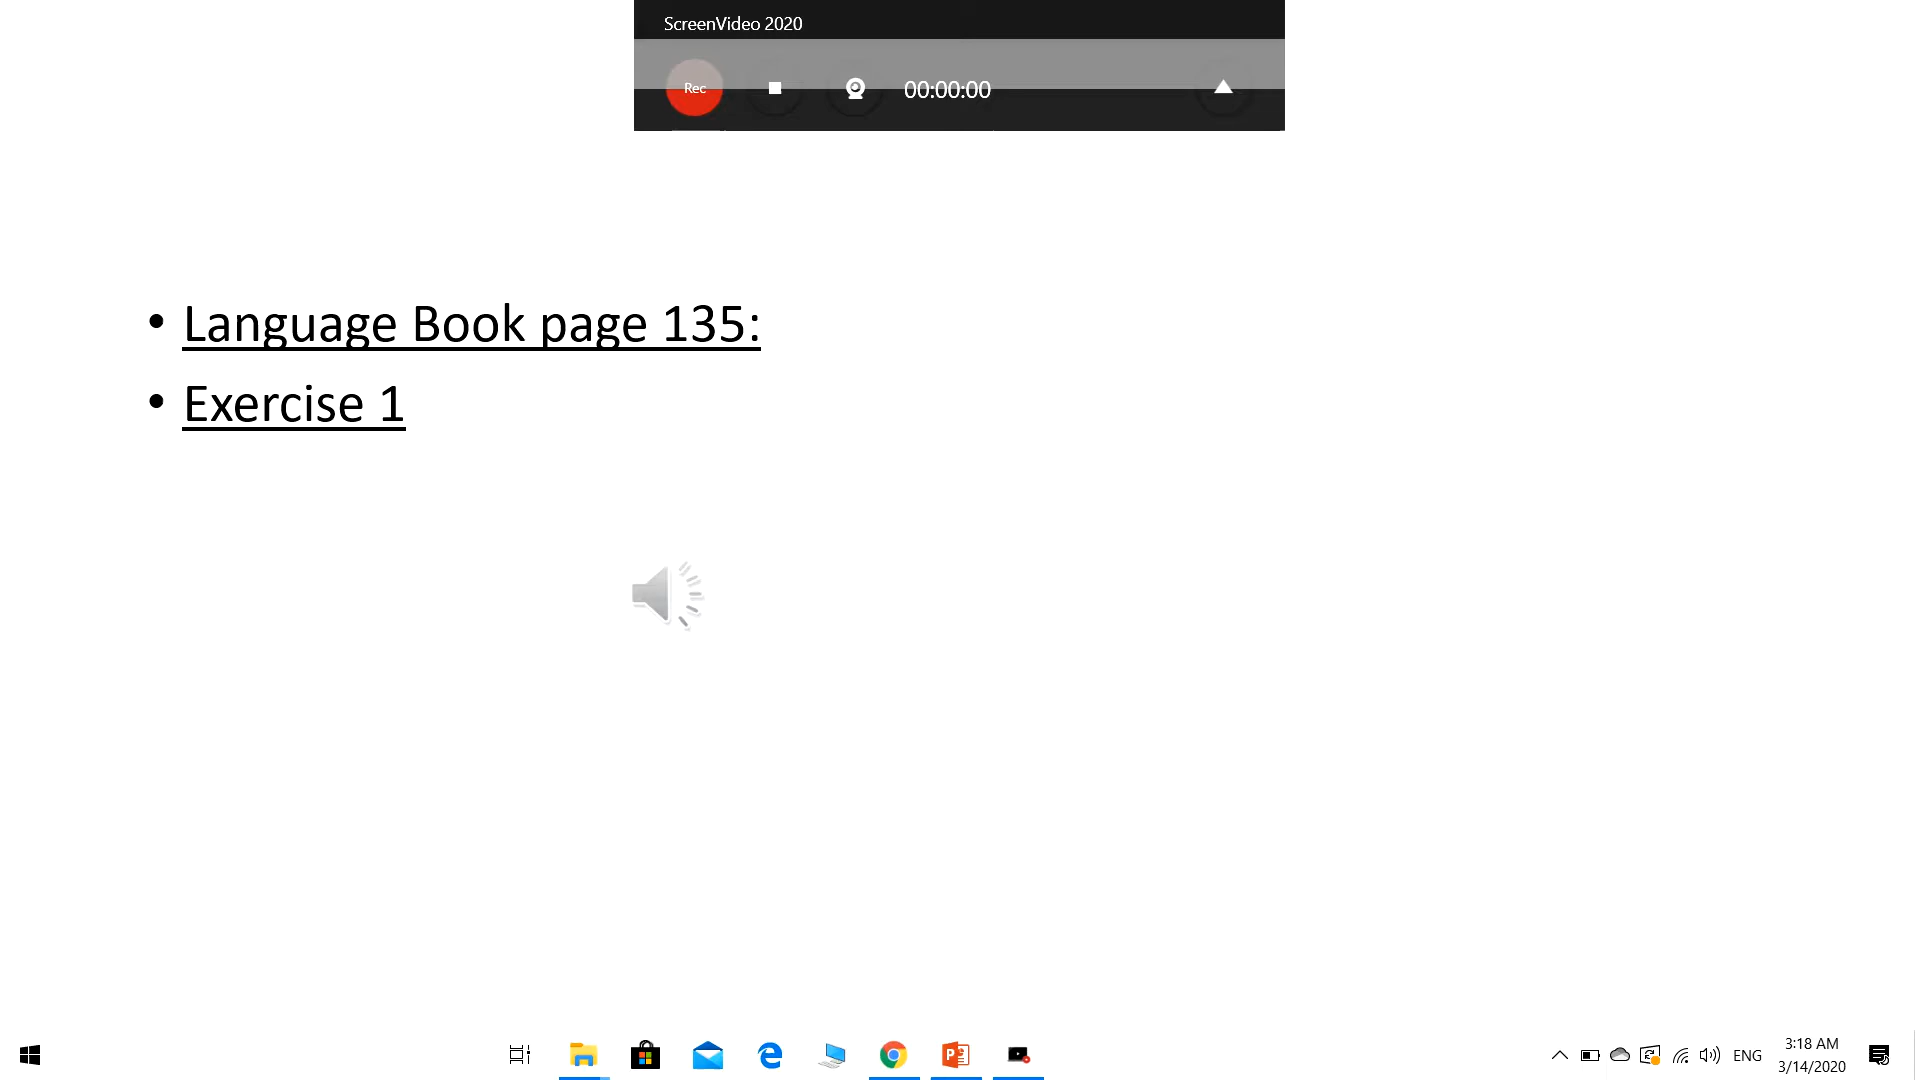 ScreenVideo 2020
Rec
00:00:00
• Language Book page 135:
• Exercise 1
ENG
3:18 AM
3/14/2020